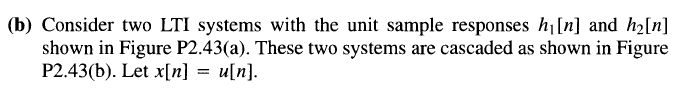 (b) Consider two LTI systems with the unit sample responses h₁[n] and h₂[n]
shown in Figure P2.43(a). These two systems are cascaded as shown in Figure
P2.43(b). Let x[n] = u[n].